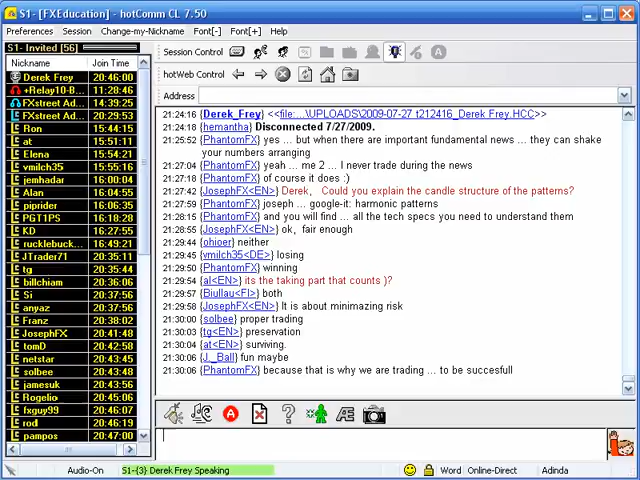 S1- [FXEducation] - hotComm CL 7.50
Preferences Session Change-my-Nickname Font[-] Font[+] Help
S1- Invited [56]
Nickname Join Time
Derek Frey 20:46:00
+Relay10-B... 11:28:46
FXstreet Ad... 14:39:25
FXstreet Ad... 20:29:53
Ron 15:44:15
at 15:51:11
Elena 15:54:21
vmilch35 15:55:16
jemhadar 16:04:04
Alan 16:04:55
piprider 16:05:36
PGT1PS 16:18:28
KD 16:27:55
rucklebuck... 16:49:21
JTrader71 20:35:11
tg 20:35:44
billchiam 20:36:27
Si 20:37:56
anyaz 20:37:56
Franz 20:38:02
JosephFX 20:41:48
tomD 20:42:58
netstar 20:43:45
solbee 20:43:48
jamesuk 20:43:56
Rogelio 20:45:06
fxguy99 20:46:07
rod 20:46:19
pampos 20:47:00
Session Control
hotWeb Control
Address
21:24:16 {Derek_Frey} <<file:...\UPLOADS\2009-07-27 t212416_Derek Frey.HCC>>
21:24:18 {hemantha} Disconnected 7/27/2009.
21:25:52 {PhantomFX} yes ... but when there are important fundamental news ... they can shake
your numbers arranging
21:27:04 {PhantomFX} yeah ... me 2 ... I never trade during the news
21:27:18 {PhantomFX} of course it does :)
21:27:42 {JosephFX<EN>} Derek, Could you explain the candle structure of the patterns?
21:27:59 {PhantomFX} joseph ... google-it: harmonic patterns
21:28:15 {PhantomFX} and you will find ... all the tech specs you need to understand them
21:28:55 {JosephFX<EN>} ok, fair enough
21:29:44 {ohioer} neither
21:29:45 {vmilch35<DE>} losing
21:29:50 {PhantomFX} winning
21:29:54 {al<EN>} its the taking part that counts )?
21:29:57 {Biullau<FI>} both
21:29:58 {JosephFX<EN>} It is about minimazing risk
21:30:00 {solbee} proper trading
21:30:03 {tg<EN>} preservation
21:30:04 {at<EN>} surviving.
21:30:06 {J._Ball} fun maybe
21:30:06 {PhantomFX} because that is why we are trading ... to be succesfull
Audio-On S1-{3} Derek Frey Speaking Word Online-Direct Adinda